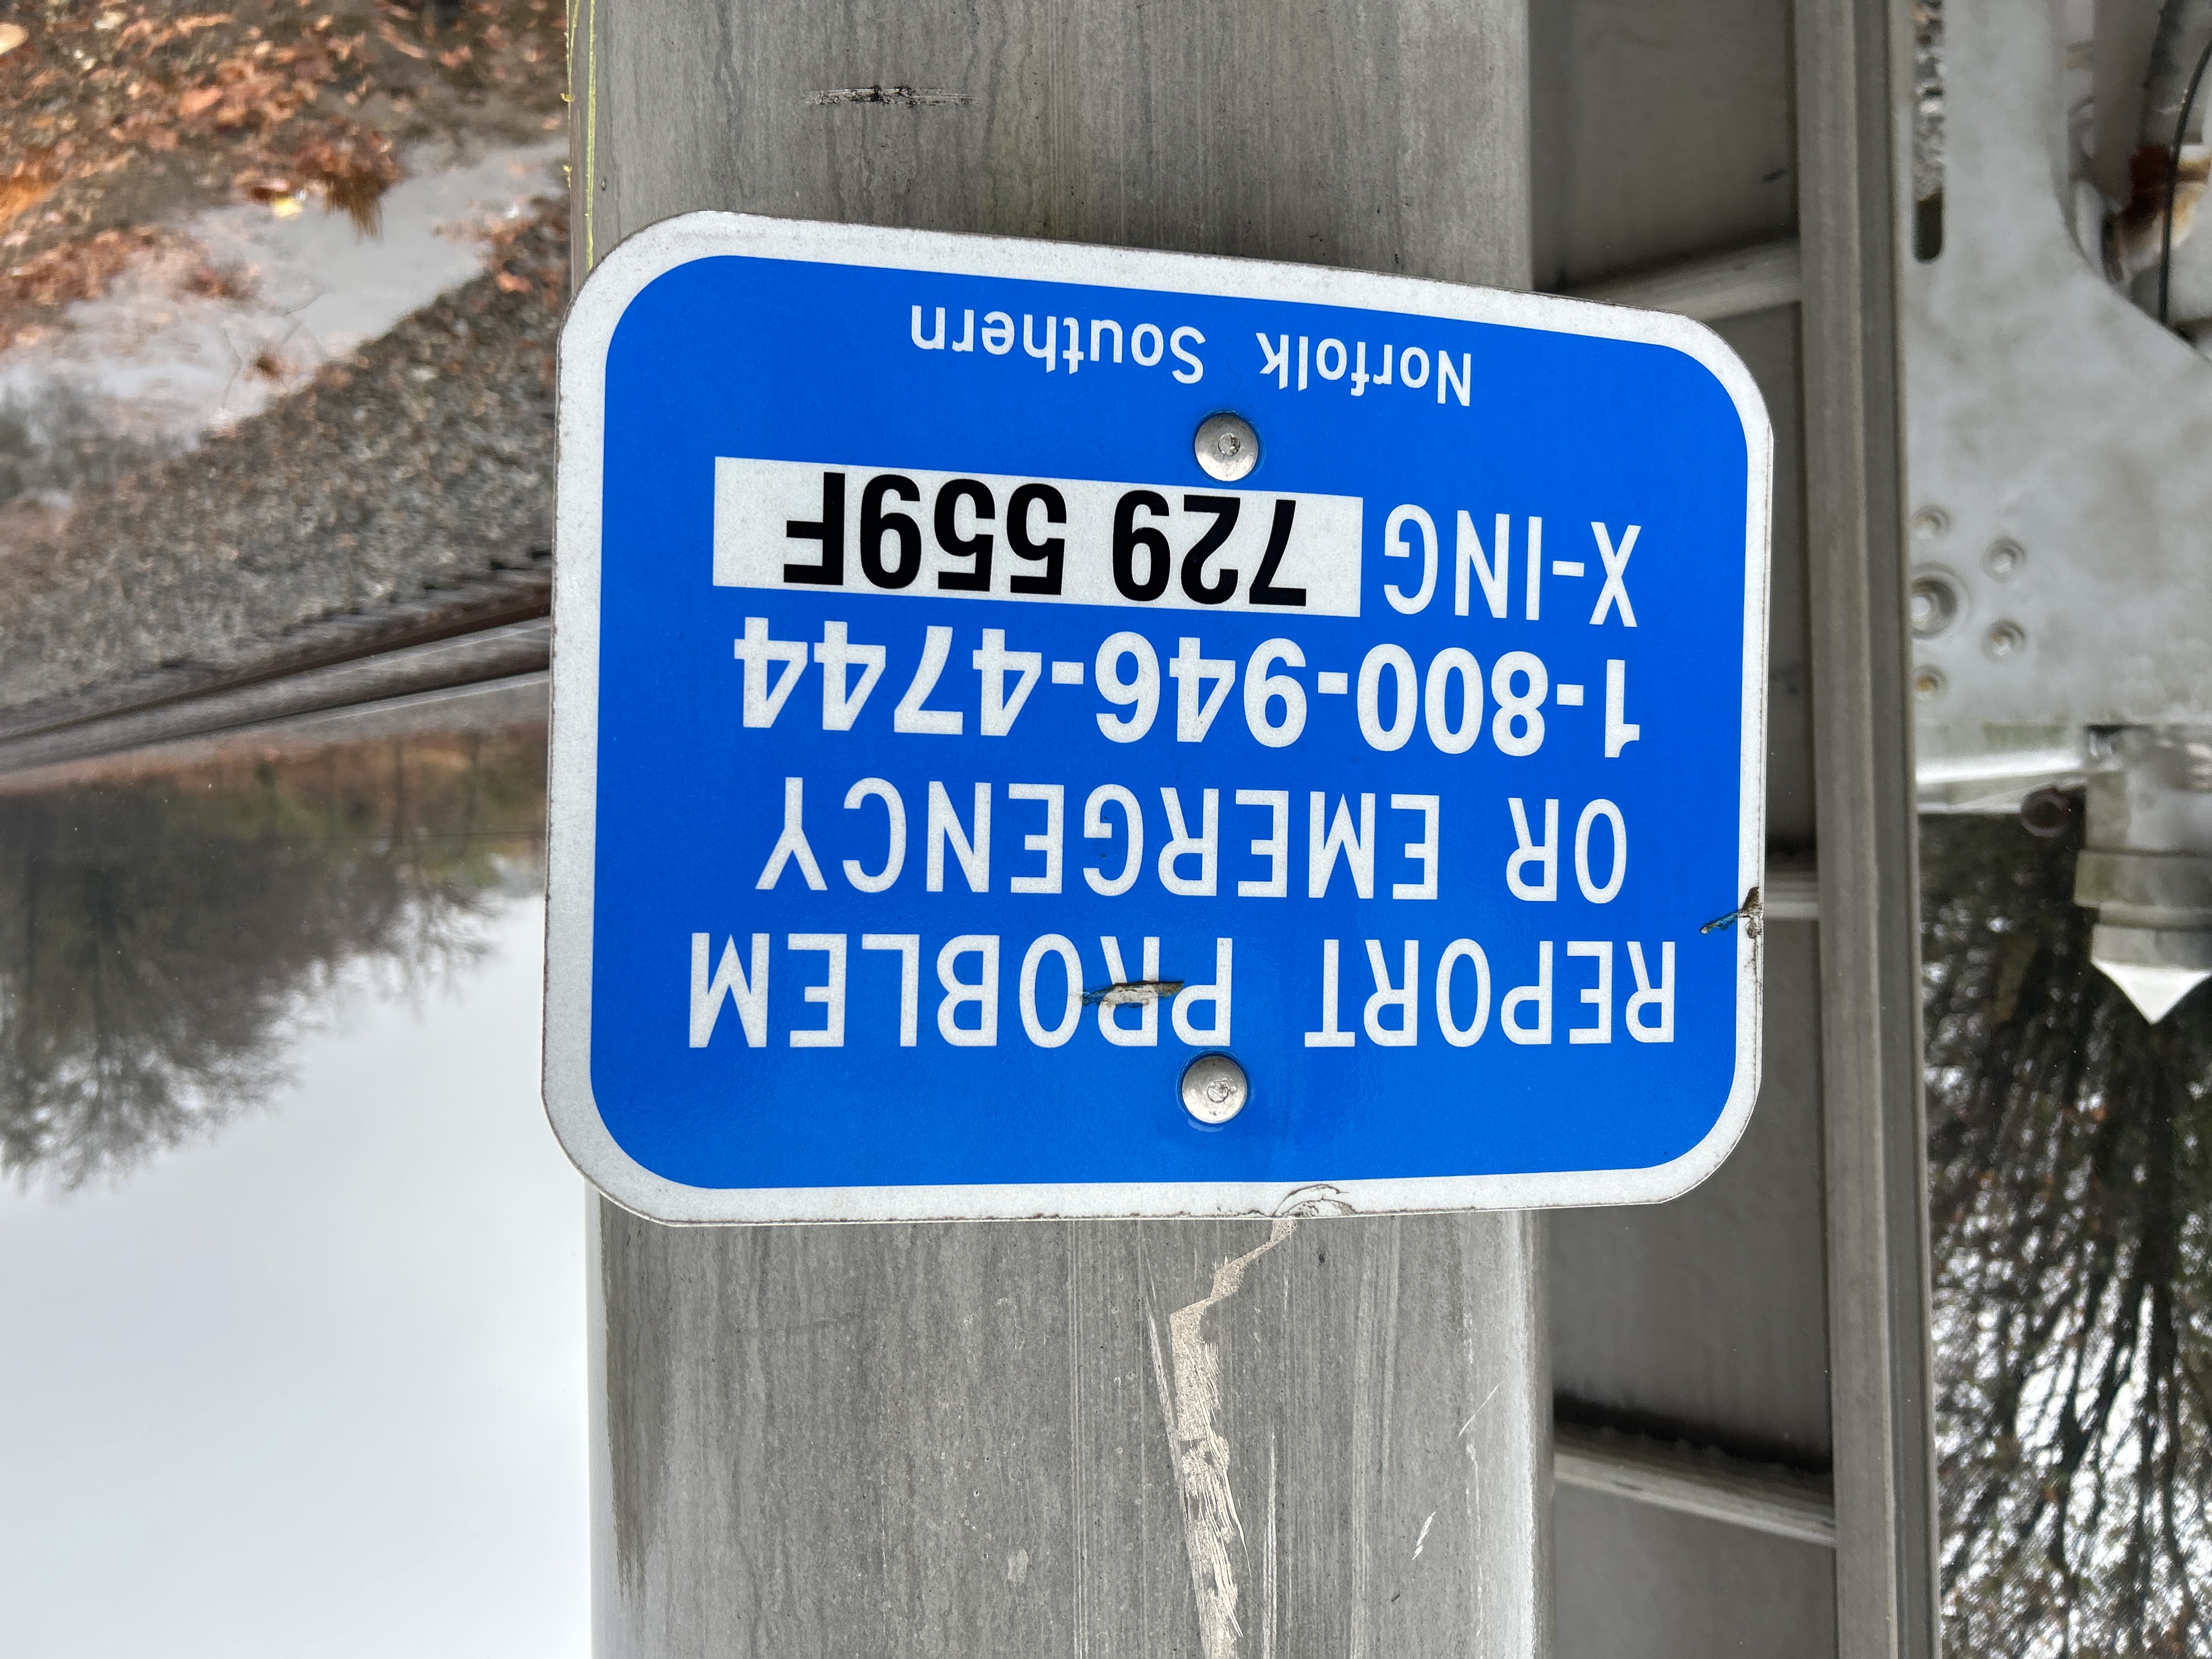 REPORT PROBLEM
OR EMERGENCY
1-800-946-4744
X-ING 729 559F
Norfolk Southern